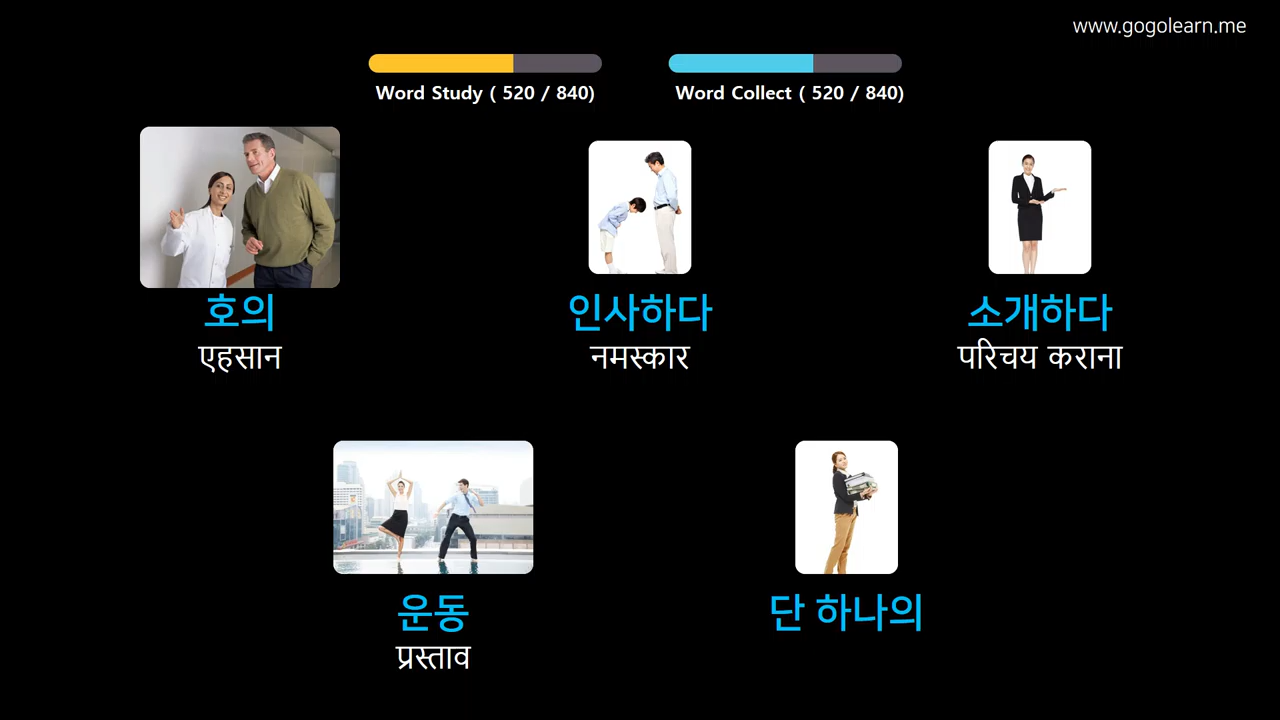 www.gogolearn.me
Word Study ( 520 / 840)
Word Collect ( 520 / 840)
호의
एहसान
인사하다
नमस्कार
소개하다
परिचय कराना
운동
प्रस्ताव
단 하나의